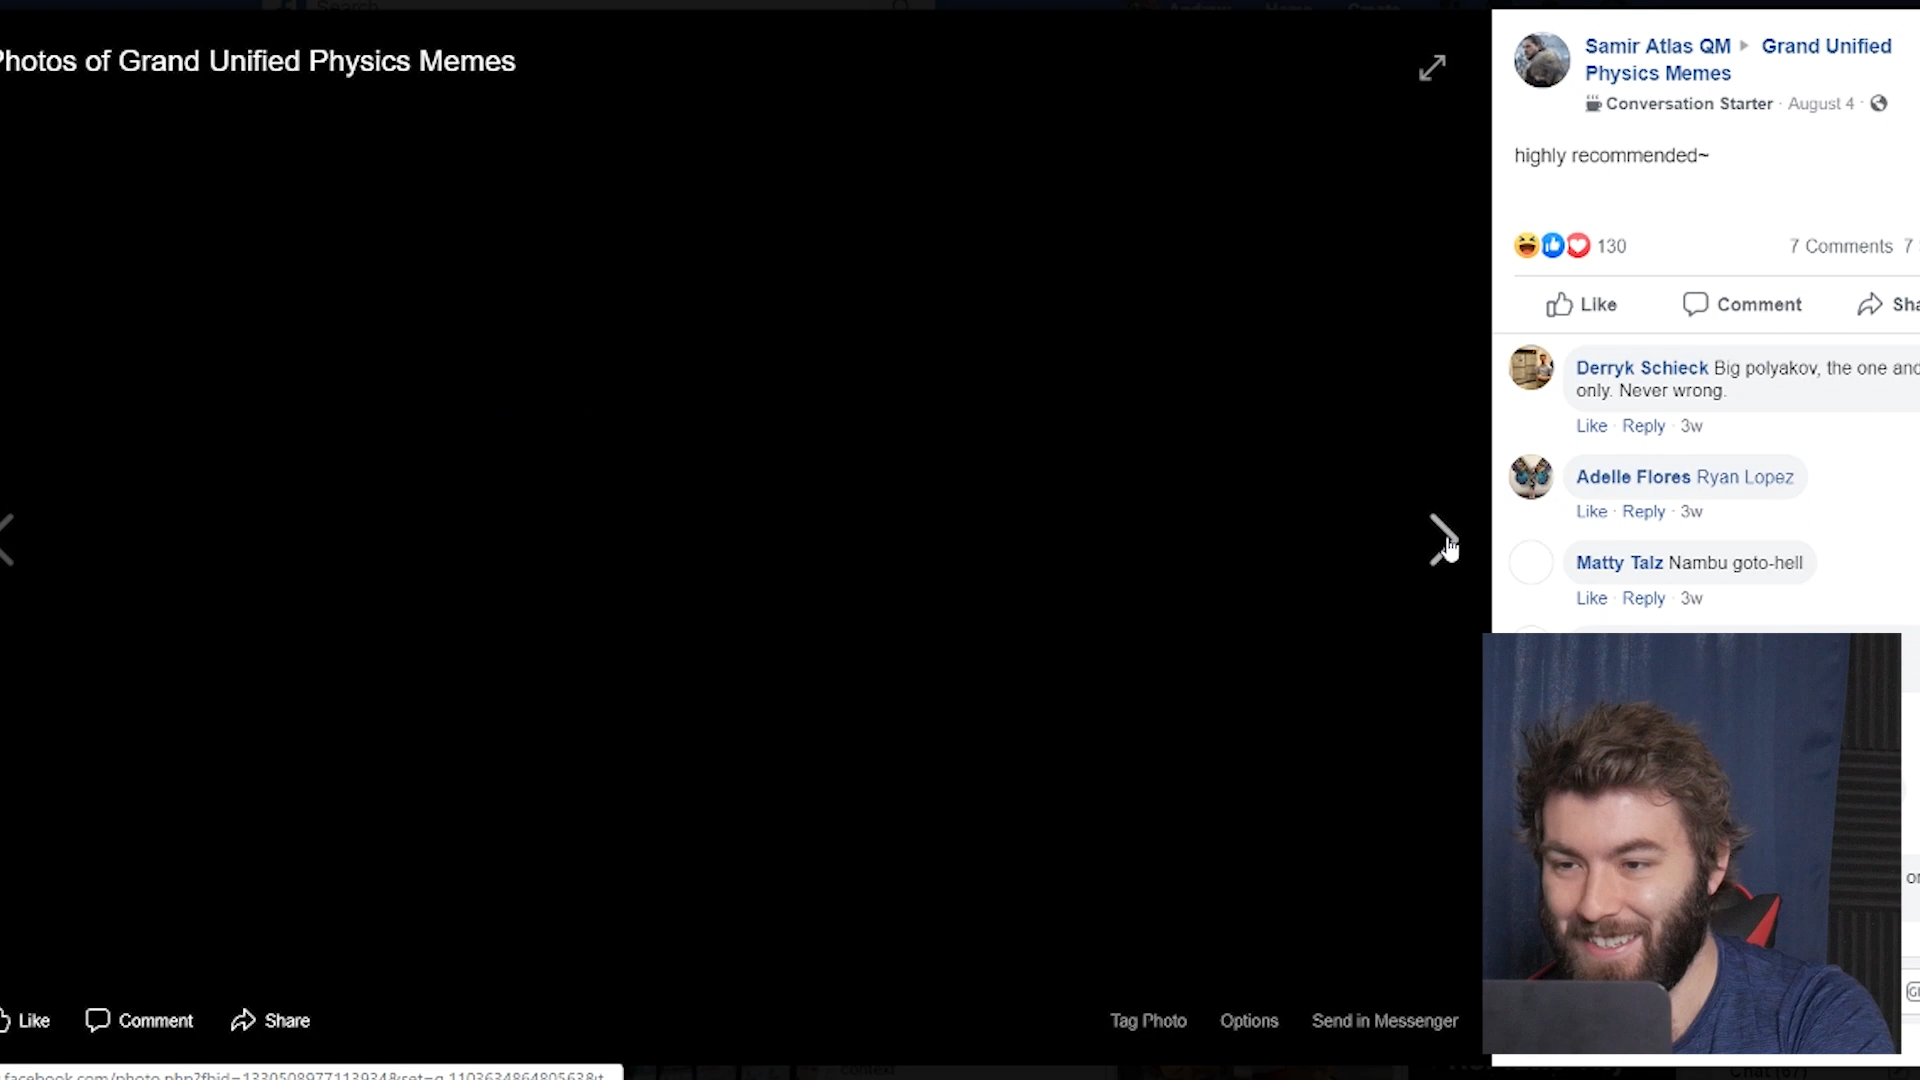 Search
Photos of Grand Unified Physics Memes
Samir Atlas QM Grand Unified
Physics Memes
Conversation Starter · August 4 ·
highly recommended~
130
7 Comments 7
Like Comment Sha
Derryk Schieck Big polyakov, the one and
only. Never wrong.
Like · Reply · 3w
Adelle Flores Ryan Lopez
Like · Reply · 3w
Matty Talz Nambu goto-hell
Like · Reply · 3w
Like Comment Share
Tag Photo Options Send in Messenger
context